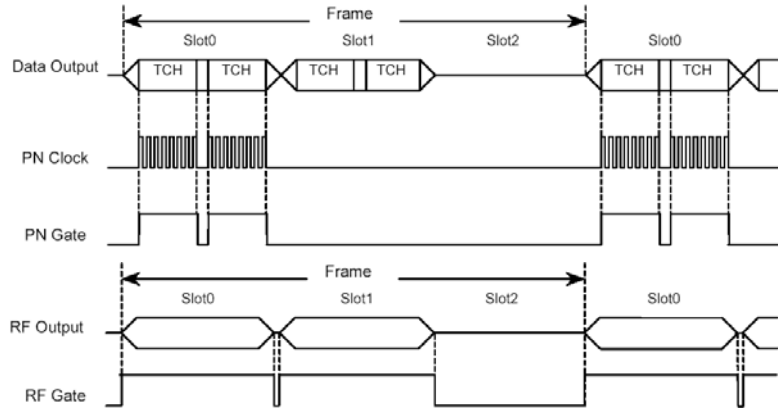 Frame
Slot0 Slot1 Slot2 Slot0
Data Output TCH TCH TCH TCH TCH TCH
PN Clock
PN Gate
Frame
Slot0 Slot1 Slot2 Slot0
RF Output
RF Gate